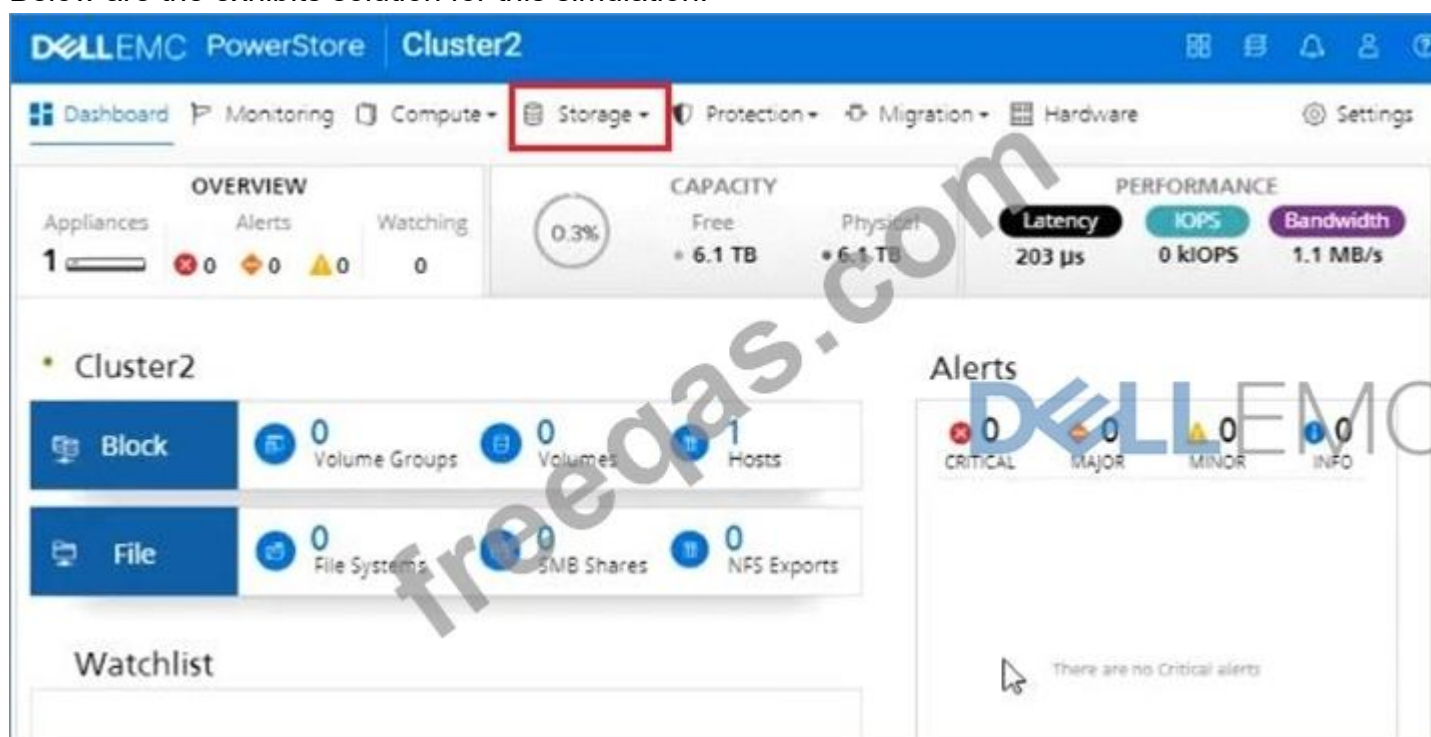 Below are the exhibits solution for this simulation.
DELLEMC PowerStore Cluster2
Dashboard Monitoring Compute Storage Protection Migration Hardware Settings
OVERVIEW
Appliances Alerts Watching
1 0 0 0 0
0.3%
CAPACITY
Free Physical
6.1 TB 6.1 TB
PERFORMANCE
Latency IOPS Bandwidth
203 µs 0 kIOPS 1.1 MB/s
Cluster2
Block
0 Volume Groups
0 Volumes
1 Hosts
File
0 File Systems
0 SMB Shares
0 NFS Exports
Watchlist
Alerts
0 0 0 0
CRITICAL MAJOR MINOR INFO
There are no Critical alerts
DELLEMC
freeqas.com